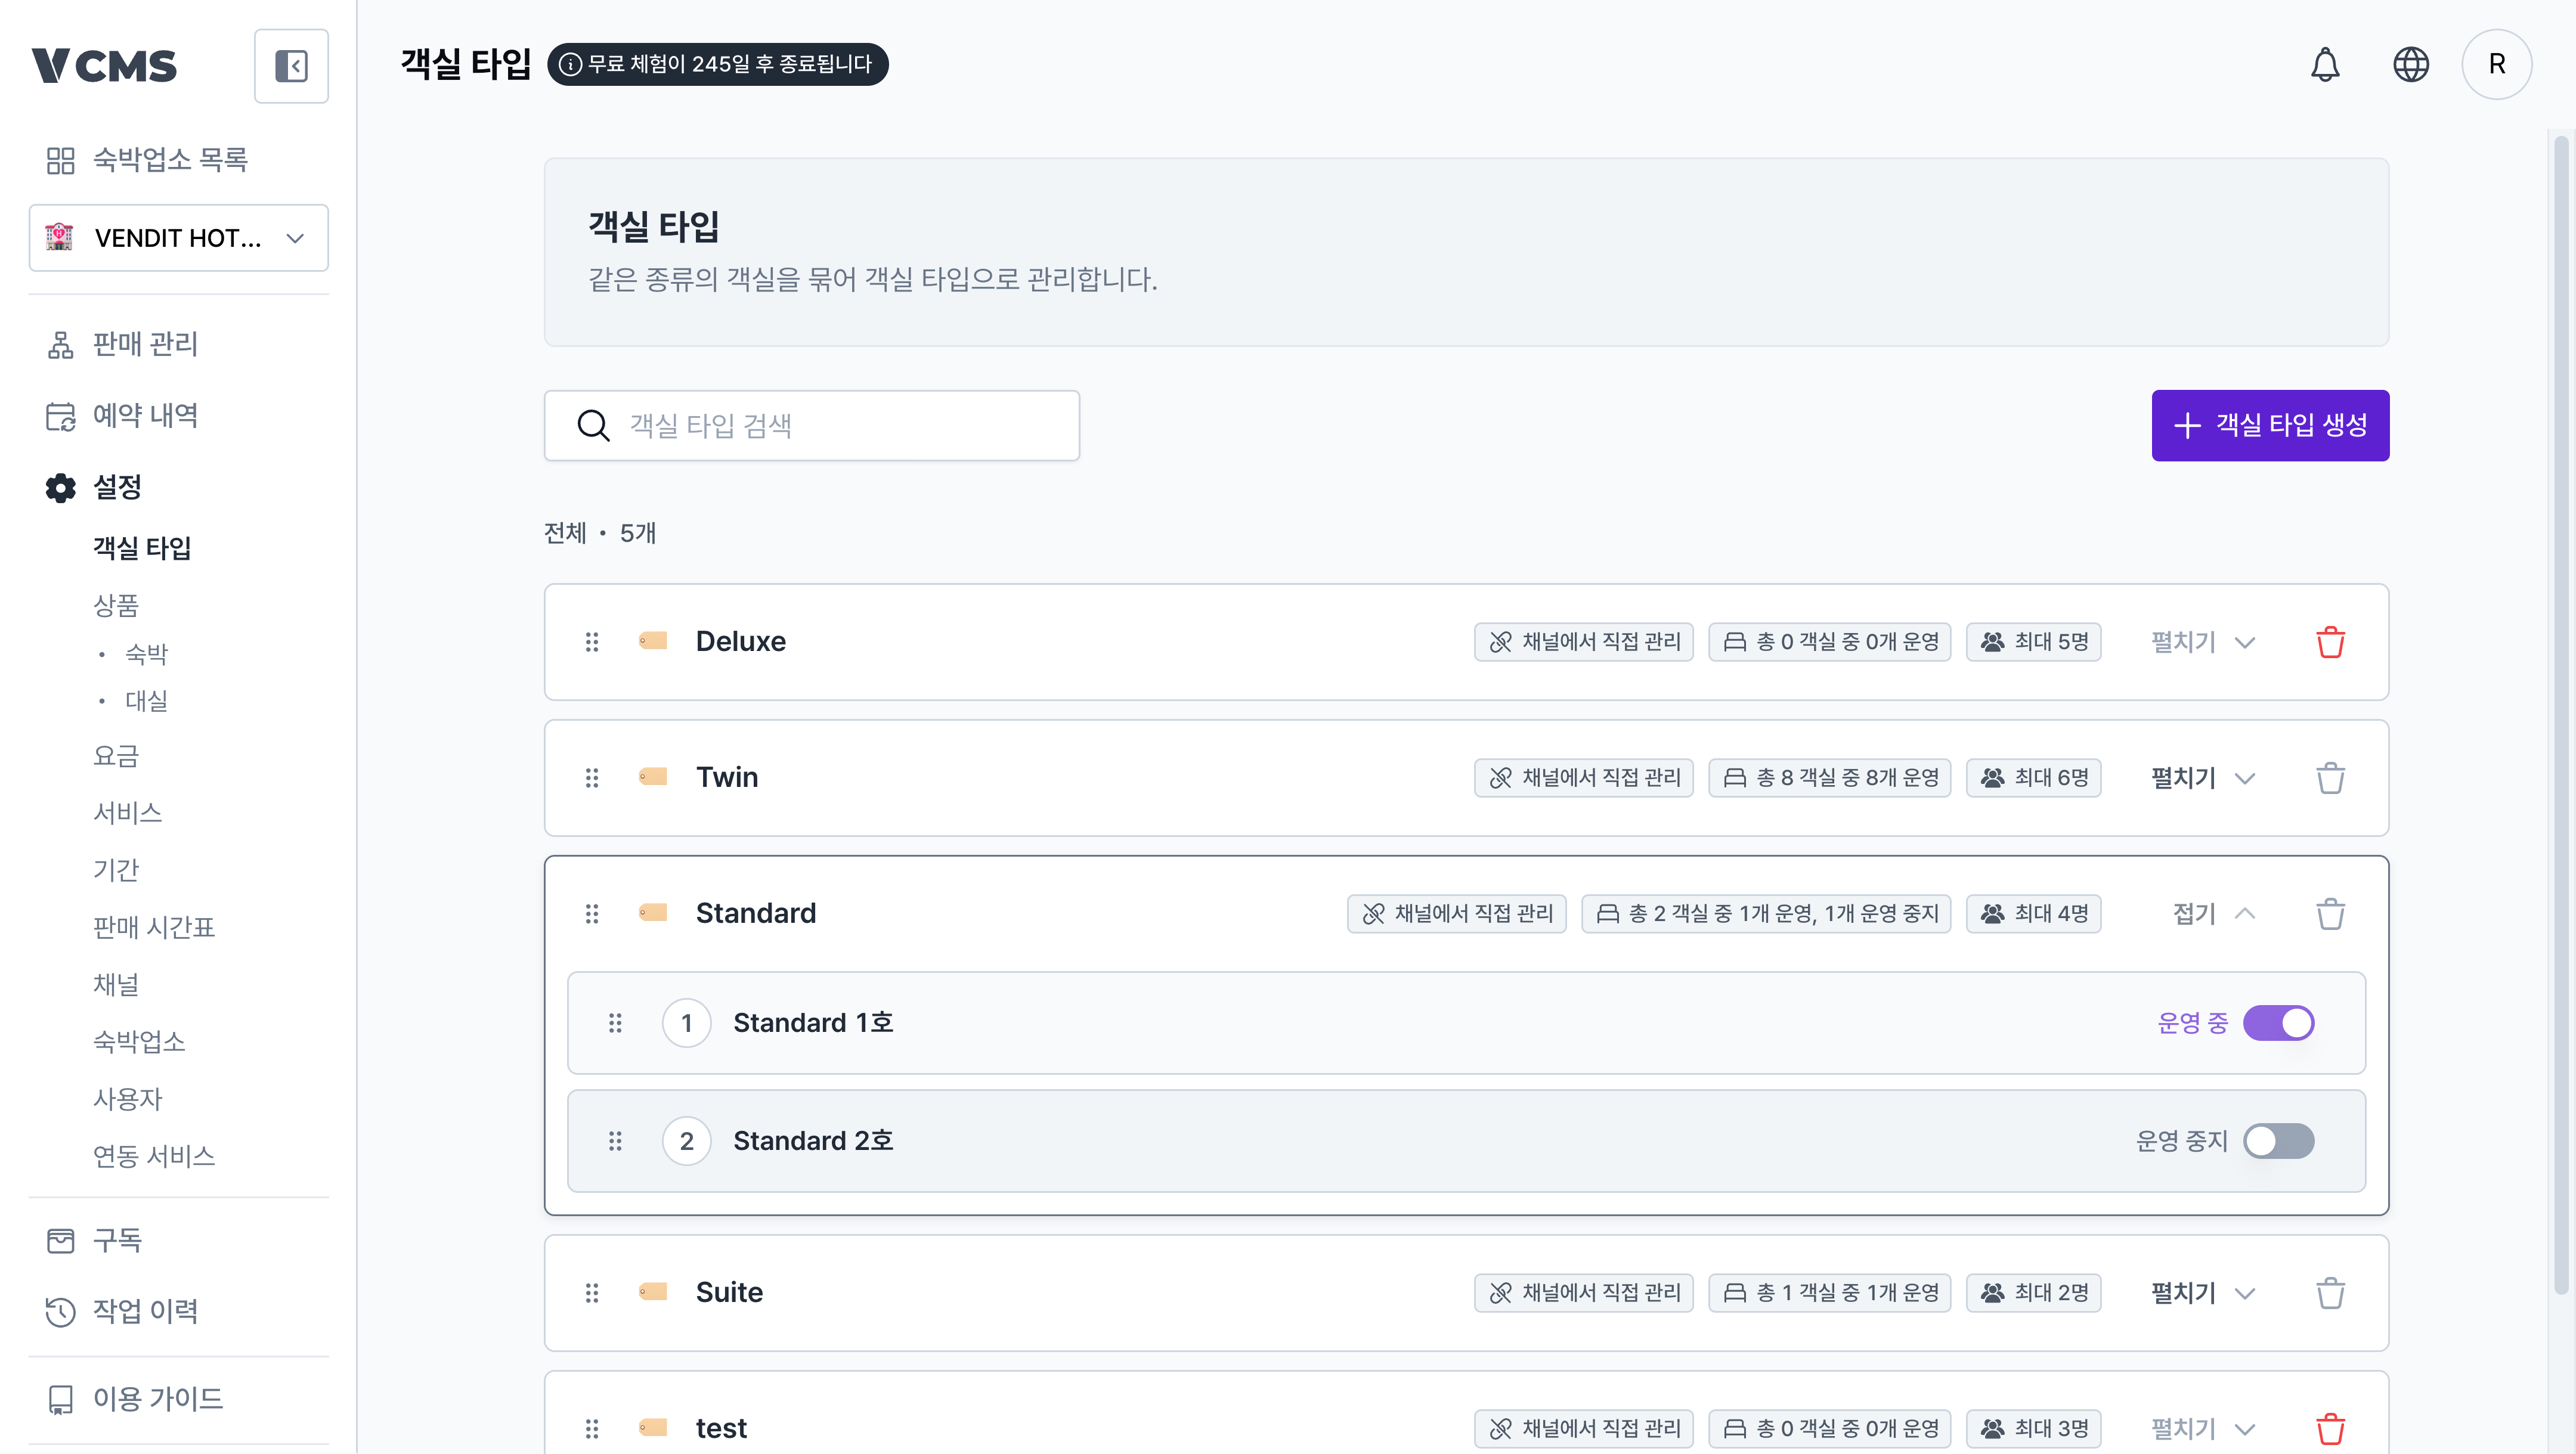 VCMS
숙박업소 목록
VENDIT HOT...
판매 관리
예약 내역
설정
객실 타입
상품
• 숙박
• 대실
요금
서비스
기간
판매 시간표
채널
숙박업소
사용자
연동 서비스
구독
작업 이력
이용 가이드
객실 타입 무료 체험이 245일 후 종료됩니다
R
객실 타입
같은 종류의 객실을 묶어 객실 타입으로 관리합니다.
객실 타입 검색
객실 타입 생성
전체 • 5개
Deluxe 채널에서 직접 관리 총 0 객실 중 0개 운영 최대 5명 펼치기
Twin 채널에서 직접 관리 총 8 객실 중 8개 운영 최대 6명 펼치기
Standard 채널에서 직접 관리 총 2 객실 중 1개 운영, 1개 운영 중지 최대 4명 접기
1 Standard 1호 운영 중
2 Standard 2호 운영 중지
Suite 채널에서 직접 관리 총 1 객실 중 1개 운영 최대 2명 펼치기
test 채널에서 직접 관리 총 0 객실 중 0개 운영 최대 3명 펼치기